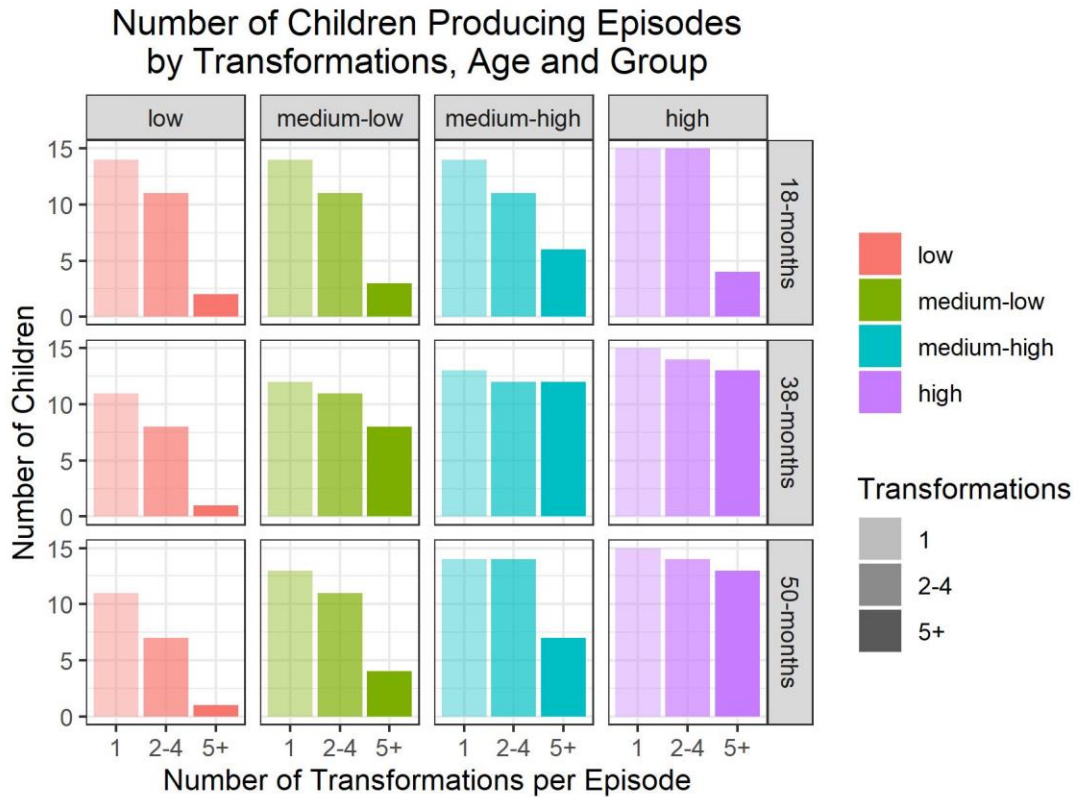 Number of Children Producing Episodes
by Transformations, Age and Group
low medium-low medium-high high
15
10
5
0
18-months
15
10
5
0
38-months
15
10
5
0
50-months
Number of Children
1 2-4 5+ 1 2-4 5+ 1 2-4 5+ 1 2-4 5+
Number of Transformations per Episode
low
medium-low
medium-high
high
Transformations
1
2-4
5+